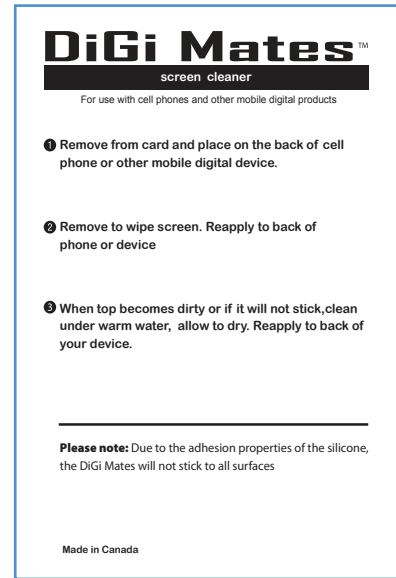 DiGi Mates™
screen cleaner
For use with cell phones and other mobile digital products
❶ Remove from card and place on the back of cell
phone or other mobile digital device.
❷ Remove to wipe screen. Reapply to back of
phone or device
❸ When top becomes dirty or if it will not stick,clean
under warm water, allow to dry. Reapply to back of
your device.
Please note: Due to the adhesion properties of the silicone,
the DiGi Mates will not stick to all surfaces
Made in Canada